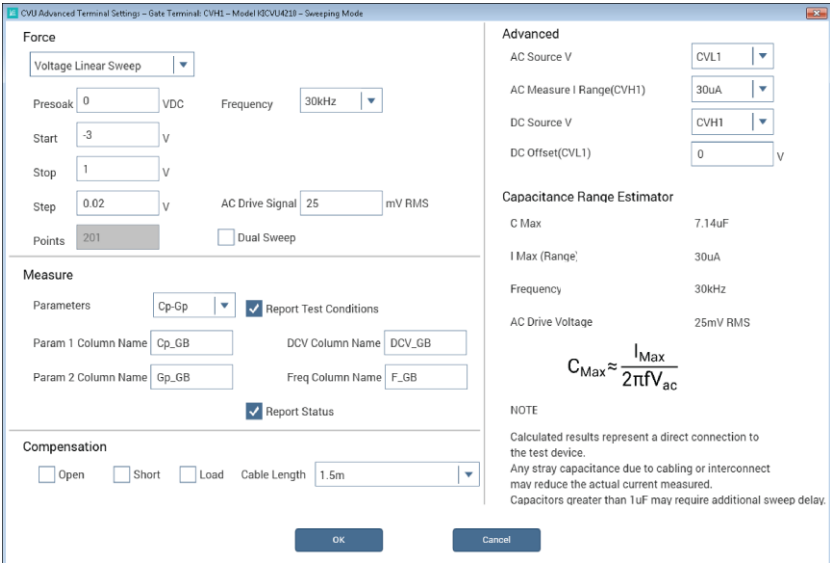 CVU Advanced Terminal Settings – Gate Terminal: CVH1 – Model KICVU4210 – Sweeping Mode
Force
Voltage Linear Sweep
Presoak 0 VDC Frequency 30kHz
Start -3 V
Stop 1 V
Step 0.02 V AC Drive Signal 25 mV RMS
Points 201 Dual Sweep
Measure
Parameters Cp-Gp Report Test Conditions
Param 1 Column Name Cp_GB DCV Column Name DCV_GB
Param 2 Column Name Gp_GB Freq Column Name F_GB
Report Status
Compensation
Open Short Load Cable Length 1.5m
Advanced
AC Source V CVL1
AC Measure I Range(CVH1) 30uA
DC Source V CVH1
DC Offset(CVL1) 0 V
Capacitance Range Estimator
C Max 7.14uF
I Max (Range) 30uA
Frequency 30kHz
AC Drive Voltage 25mV RMS
C_Max ≈ I_Max / 2πfV_ac
NOTE
Calculated results represent a direct connection to
the test device.
Any stray capacitance due to cabling or interconnect
may reduce the actual current measured.
Capacitors greater than 1uF may require additional sweep delay.
OK Cancel